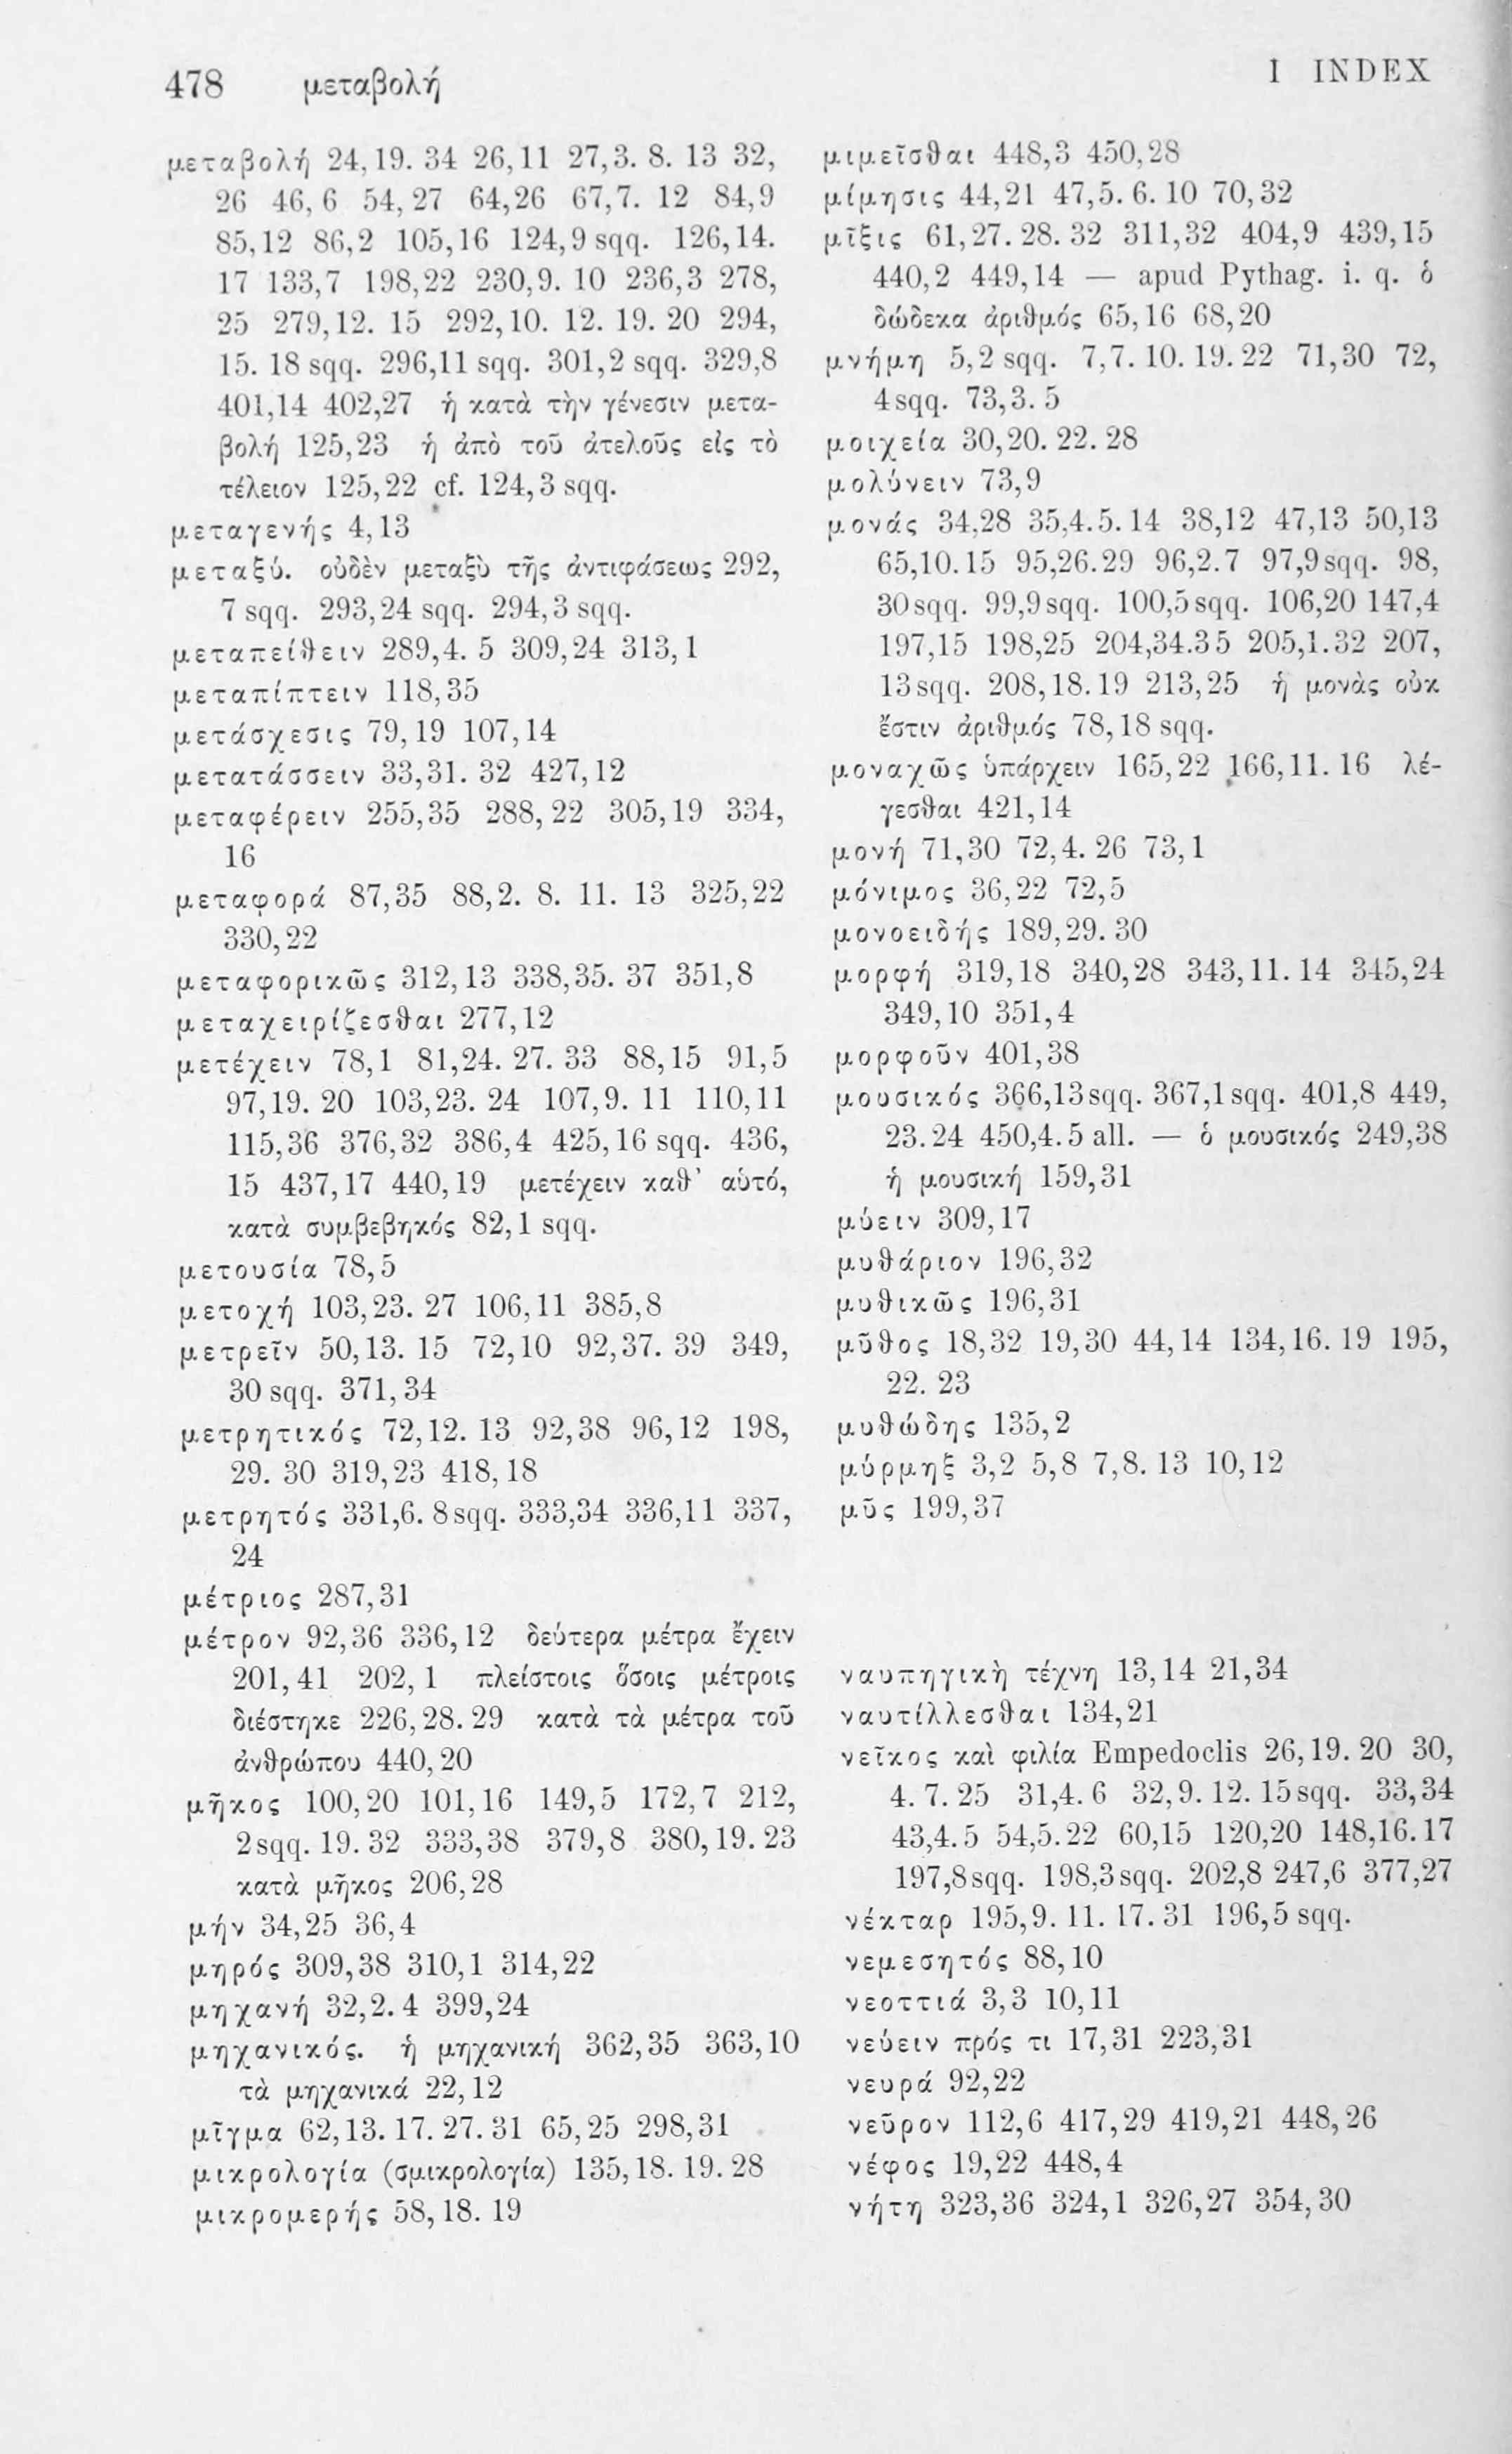 478 μεταβολή
I INDEX
μεταβολή 24,19. 34 26,11 27,3. 8. 13 32,
26 46,6 54,27 64,26 67,7. 12 84,9
85,12 86,2 105,16 124,9 sqq. 126,14.
17 133,7 198,22 230,9. 10 236,3 278,
25 279,12. 15 292,10. 12. 19. 20 294,
15. 18 sqq. 296,11 sqq. 301,2 sqq. 329,8
401,14 402,27 ἡ κατὰ τὴν γένεσιν μετα-
βολή 125,23 ἡ ἀπὸ τοῦ ἀτελοῦς εἰς τὸ
τέλειον 125,22 cf. 124,3 sqq.
μεταγενής 4,13
μεταξύ. οὐδὲν μεταξὺ τῆς ἀντιφάσεως 292,
7 sqq. 293,24 sqq. 294,3 sqq.
μεταπείθειν 289,4. 5 309,24 313,1
μεταπίπτειν 118,35
μετάσχεσις 79,19 107,14
μετατάσσειν 33,31. 32 427,12
μεταφέρειν 255,35 288,22 305,19 334,
16
μεταφορά 87,35 88,2. 8. 11. 13 325,22
330,22
μεταφορικῶς 312,13 338,35. 37 351,8
μεταχειρίζεσθαι 277,12
μετέχειν 78,1 81,24. 27. 33 88,15 91,5
97,19. 20 103,23. 24 107,9. 11 110,11
115,36 376,32 386,4 425,16 sqq. 436,
15 437,17 440,19 μετέχειν καθ' αὑτό,
κατὰ συμβεβηκός 82,1 sqq.
μετουσία 78,5
μετοχή 103,23. 27 106,11 385,8
μετρεῖν 50,13. 15 72,10 92,37. 39 349,
30 sqq. 371,34
μετρητικός 72,12. 13 92,38 96,12 198,
29. 30 319,23 418,18
μετρητός 331,6. 8 sqq. 333,34 336,11 337,
24
μέτριος 287,31
μέτρον 92,36 336,12 δεύτερα μέτρα ἔχειν
201,41 202,1 πλείστοις ὅσοις μέτροις
διέστηκε 226,28. 29 κατὰ τὰ μέτρα τοῦ
ἀνθρώπου 440,20
μῆκος 100,20 101,16 149,5 172,7 212,
2 sqq. 19. 32 333,38 379,8 380,19. 23
κατὰ μῆκος 206,28
μήν 34,25 36,4
μηρός 309,38 310,1 314,22
μηχανή 32,2. 4 399,24
μηχανικός. ἡ μηχανική 362,35 363,10
τὰ μηχανικά 22,12
μῖγμα 62,13. 17. 27. 31 65,25 298,31
μικρολογία (σμικρολογία) 135,18. 19. 28
μικρομερής 58,18. 19
μιμεῖσθαι 448,3 450,28
μίμησις 44,21 47,5. 6. 10 70,32
μῖξις 61,27. 28. 32 311,32 404,9 439,15
440,2 449,14 — apud Pythag. i. q. ὁ
δώδεκα ἀριθμός 65,16 68,20
μνήμη 5,2 sqq. 7,7. 10. 19. 22 71,30 72,
4 sqq. 73,3. 5
μοιχεία 30,20. 22. 28
μολύνειν 73,9
μονάς 34,28 35,4. 5. 14 38,12 47,13 50,13
65,10. 15 95,26. 29 96,2. 7 97,9 sqq. 98,
30 sqq. 99,9 sqq. 100,5 sqq. 106,20 147,4
197,15 198,25 204,34. 35 205,1. 32 207,
13 sqq. 208,18. 19 213,25 ἡ μονὰς οὐκ
ἔστιν ἀριθμός 78,18 sqq.
μοναχῶς ὑπάρχειν 165,22 166,11. 16 λέ-
γεσθαι 421,14
μονή 71,30 72,4. 26 73,1
μόνιμος 36,22 72,5
μονοειδής 189,29. 30
μορφή 319,18 340,28 343,11. 14 345,24
349,10 351,4
μορφοῦν 401,38
μουσικός 366,13 sqq. 367,1 sqq. 401,8 449,
23. 24 450,4. 5 all. — ὁ μουσικός 249,38
ἡ μουσική 159,31
μύειν 309,17
μυθάριον 196,32
μυθικῶς 196,31
μῦθος 18,32 19,30 44,14 134,16. 19 195,
22. 23
μυθώδης 135,2
μύρμηξ 3,2 5,8 7,8. 13 10,12
μῦς 199,37
ναυπηγικὴ τέχνη 13,14 21,34
ναυτίλλεσθαι 134,21
νεῖκος καὶ φιλία Empedoclis 26,19. 20 30,
4. 7. 25 31,4. 6 32,9. 12. 15 sqq. 33,34
43,4. 5 54,5. 22 60,15 120,20 148,16. 17
197,8 sqq. 198,3 sqq. 202,8 247,6 377,27
νέκταρ 195,9. 11. 17. 31 196,5 sqq.
νεμεσητός 88,10
νεοττιά 3,3 10,11
νεύειν πρός τι 17,31 223,31
νευρά 92,22
νεῦρον 112,6 417,29 419,21 448,26
νέφος 19,22 448,4
νήτη 323,36 324,1 326,27 354,30